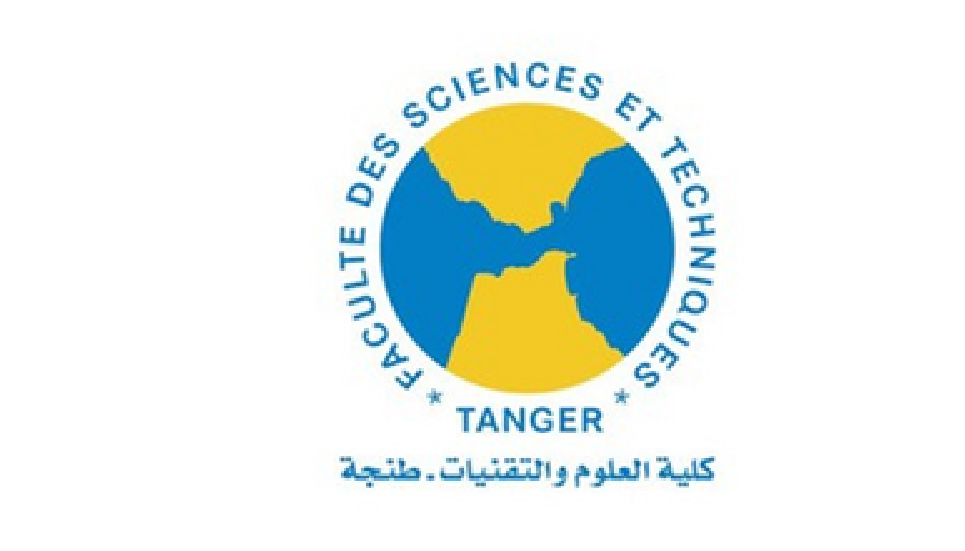 FACULTE DES SCIENCES ET TECHNIQUES
* TANGER *
كلية العلوم والتقنيات - طنجة